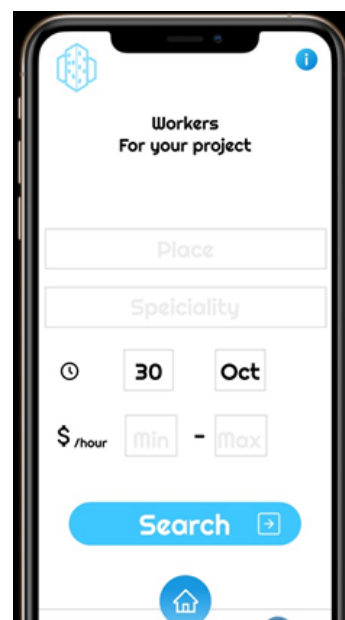 Workers
For your project
Place
Speiciality
30 Oct
$ /hour Min - Max
Search